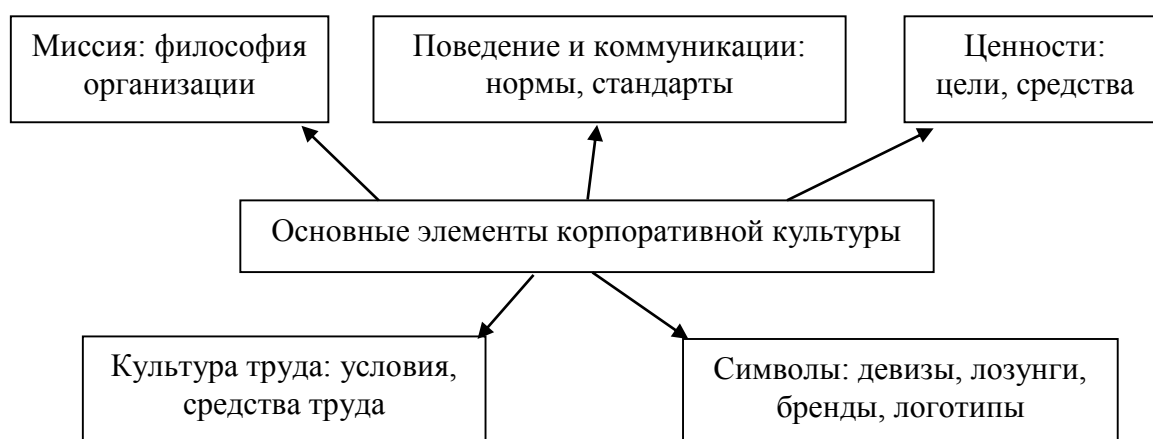 Миссия: философия
организации
Поведение и коммуникации:
нормы, стандарты
Ценности:
цели, средства
Основные элементы корпоративной культуры
Культура труда: условия,
средства труда
Символы: девизы, лозунги,
бренды, логотипы